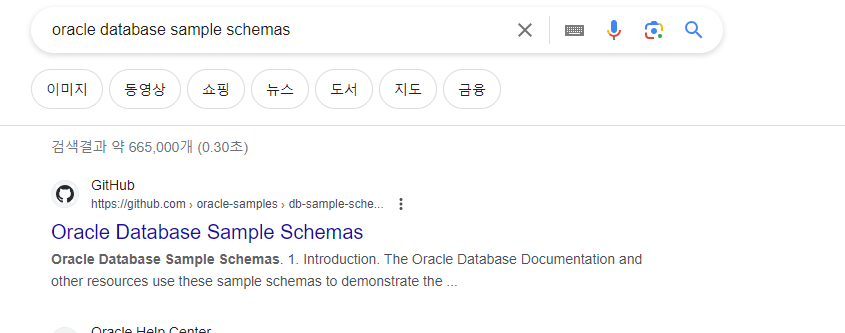 oracle database sample schemas
이미지 동영상 쇼핑 뉴스 도서 지도 금융
검색결과 약 665,000개 (0.30초)
GitHub
https://github.com › oracle-samples › db-sample-sche...
Oracle Database Sample Schemas
Oracle Database Sample Schemas. 1. Introduction. The Oracle Database Documentation and
other resources use these sample schemas to demonstrate the ...
Oracle Help Center